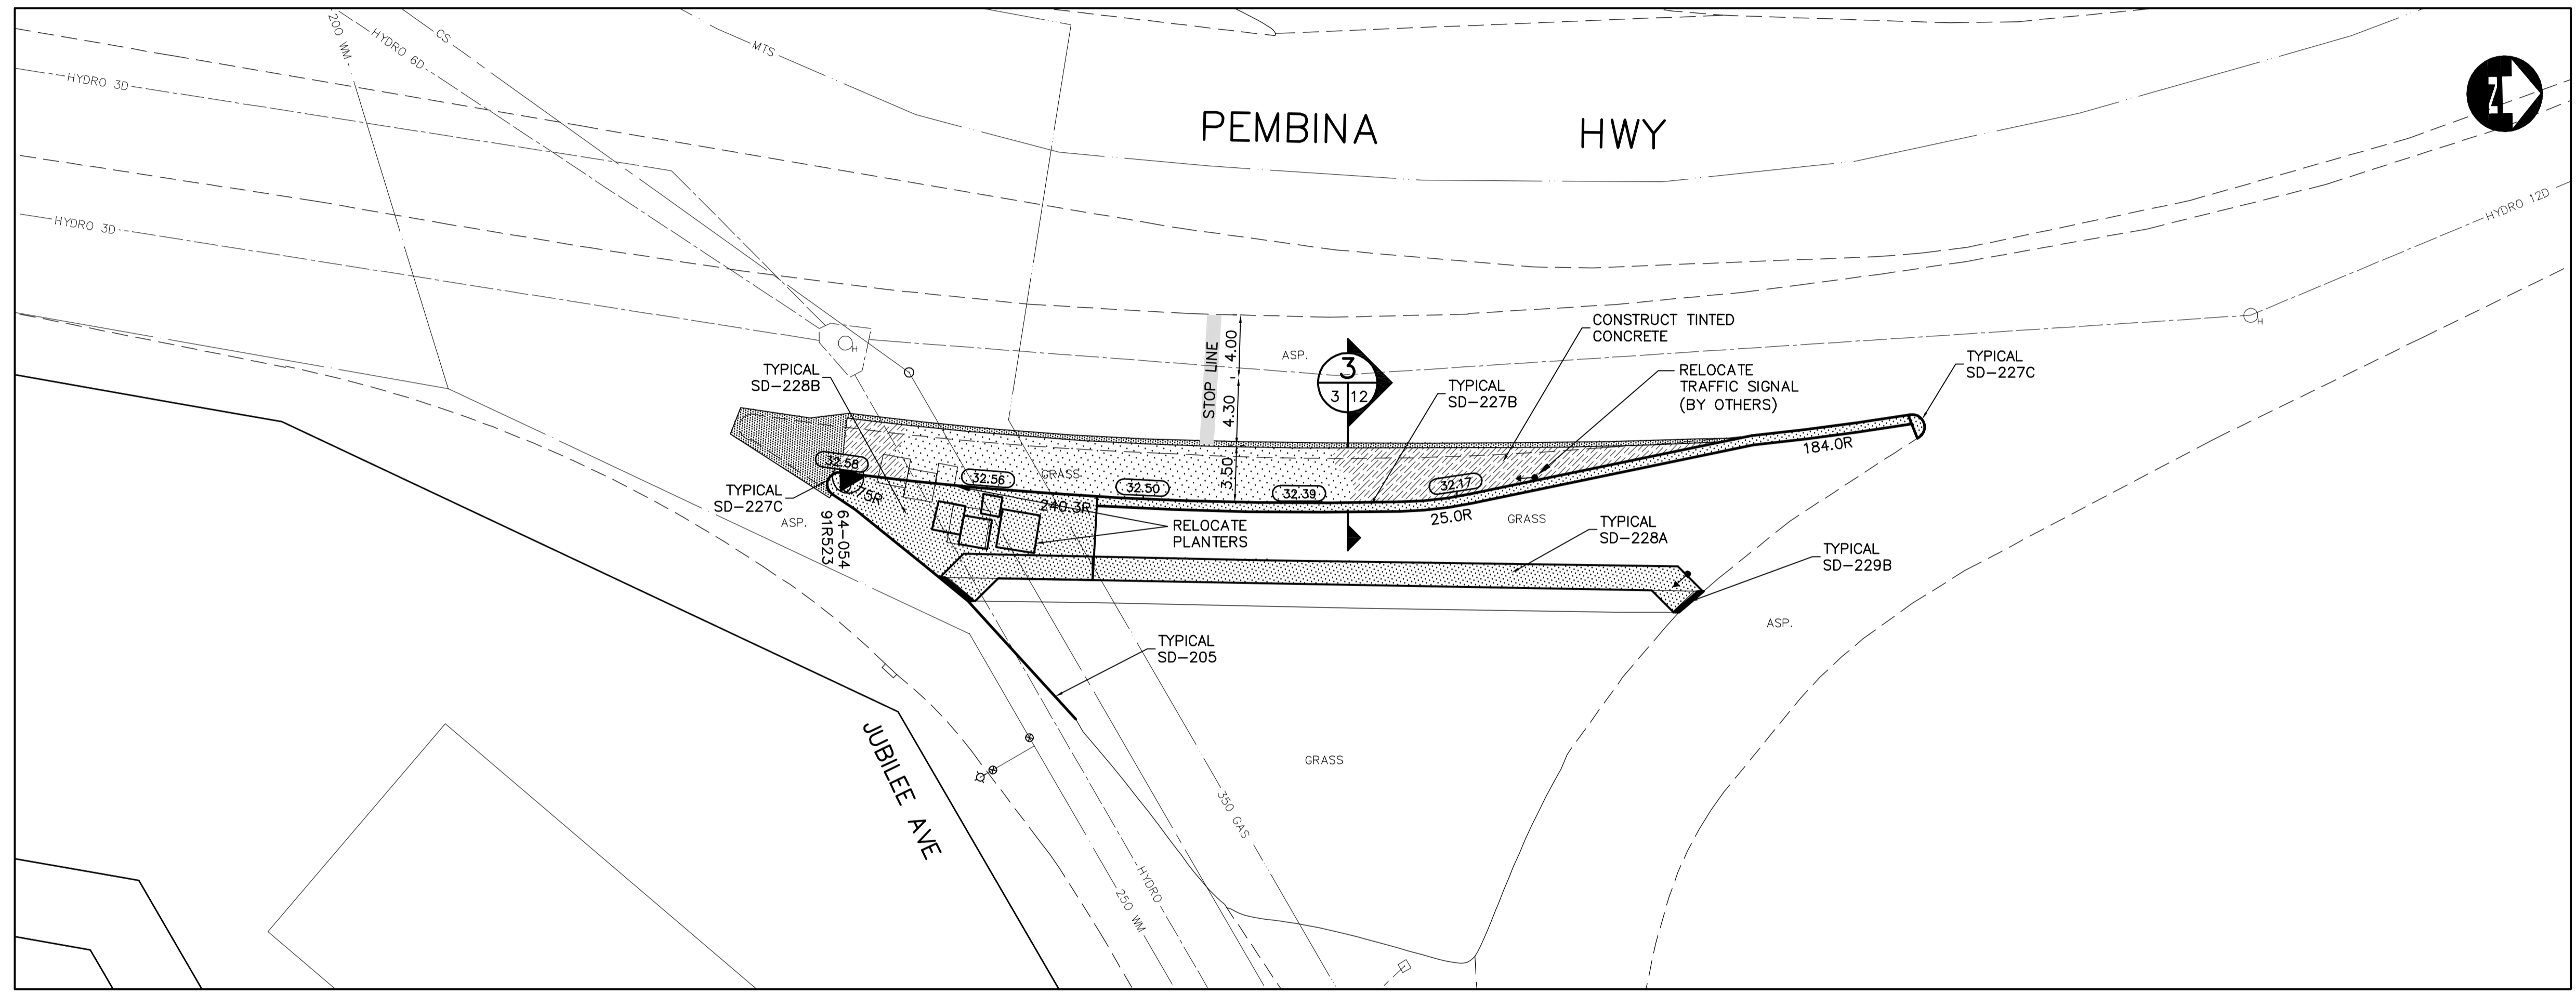 200 WM
HYDRO 6D
CS
MTS
HYDRO 3D
HYDRO 3D
PEMBINA HWY
N
HYDRO 12D
H
H
STOP LINE
4.00
4.30
3.50
ASP.
3
3 12
CONSTRUCT TINTED
CONCRETE
RELOCATE
TRAFFIC SIGNAL
(BY OTHERS)
TYPICAL
SD-227C
TYPICAL
SD-228B
TYPICAL
SD-227B
184.0R
32.58
32.56
GRASS
32.50
32.39
32.17
TYPICAL
SD-227C
ASP.
64-054
91R523
240.3R
RELOCATE
PLANTERS
25.0R
GRASS
TYPICAL
SD-228A
TYPICAL
SD-229B
ASP.
TYPICAL
SD-205
GRASS
JUBILEE AVE
350 GAS
HYDRO
250 WM